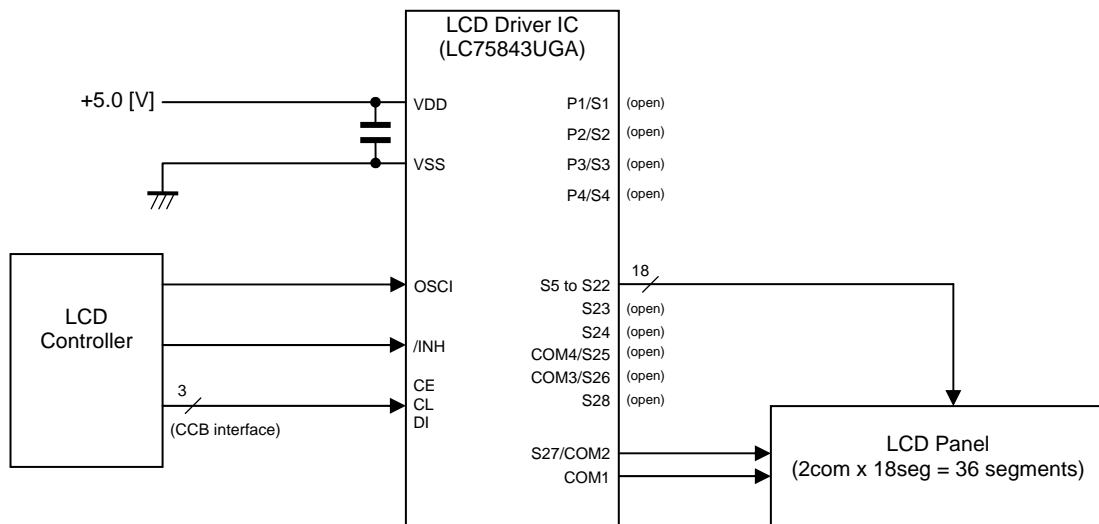 LCD Driver IC
(LC75843UGA)
+5.0 [V]
VDD
VSS
P1/S1 (open)
P2/S2 (open)
P3/S3 (open)
P4/S4 (open)
LCD
Controller
OSCI
/INH
3
(CCB interface)
CE
CL
DI
S5 to S22
18
S23 (open)
S24 (open)
COM4/S25 (open)
COM3/S26 (open)
S28 (open)
S27/COM2
COM1
LCD Panel
(2com x 18seg = 36 segments)